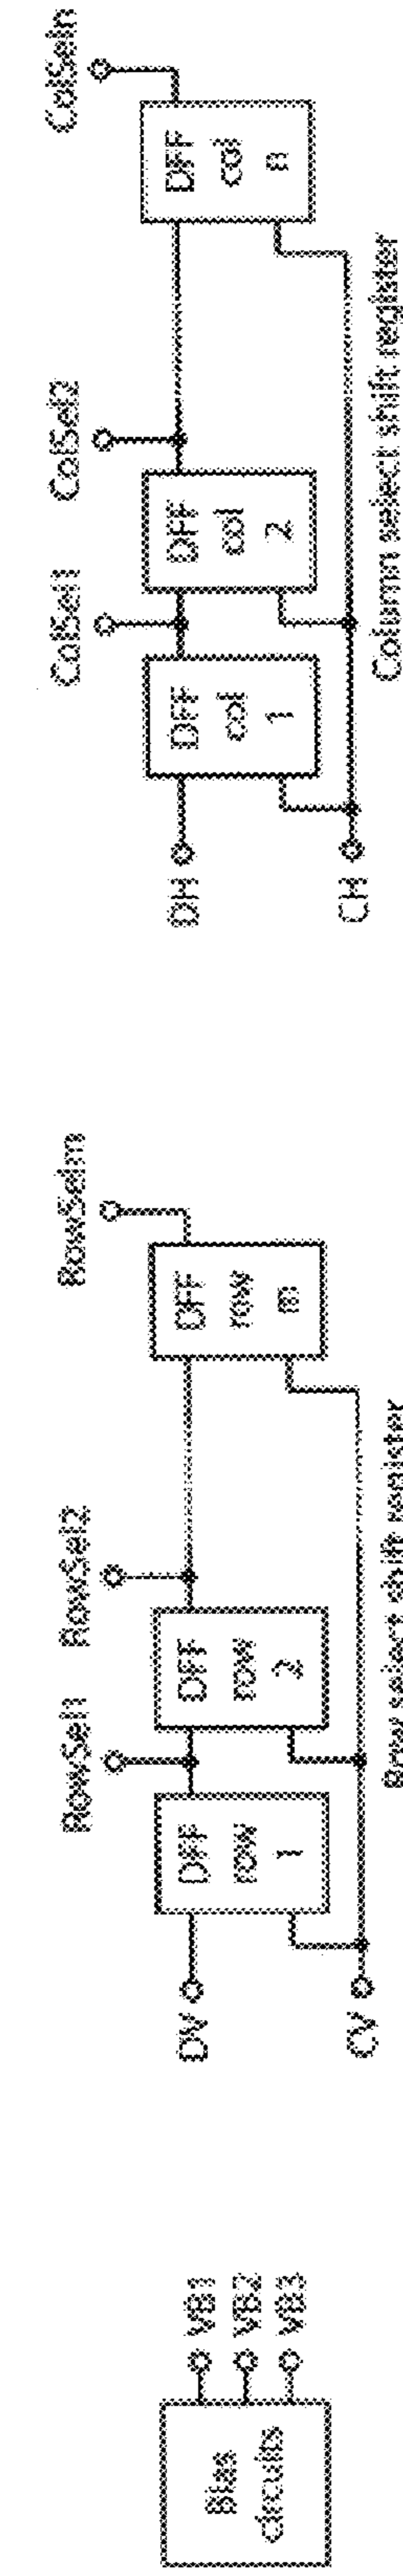 Bias
circuits
VB1
VB2
VB3
RowSel1
RowSel2
RowSelm
DV
DFF
row
1
DFF
row
2
DFF
row
m
CV
Row select shift register
ColSel1
ColSel2
ColSeln
DH
DFF
col
1
DFF
col
2
DFF
col
n
CH
Column select shift register